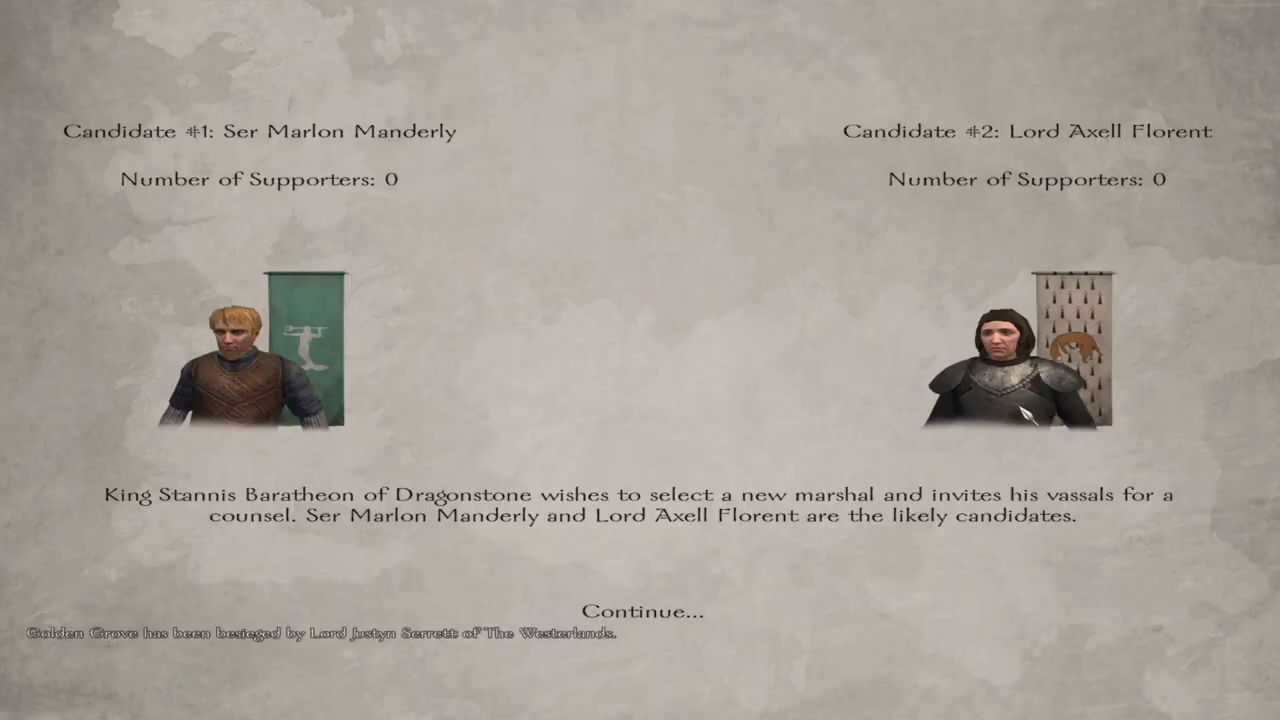 Candidate #1: Ser Marlon Manderly
Candidate #2: Lord Axell Florent
Number of Supporters: 0
Number of Supporters: 0
King Stannis Baratheon of Dragonstone wishes to select a new marshal and invites his vassals for a
counsel. Ser Marlon Manderly and Lord Axell Florent are the likely candidates.
Continue...
Golden Grove has been besieged by Lord Justyn Serrett of The Westerlands.